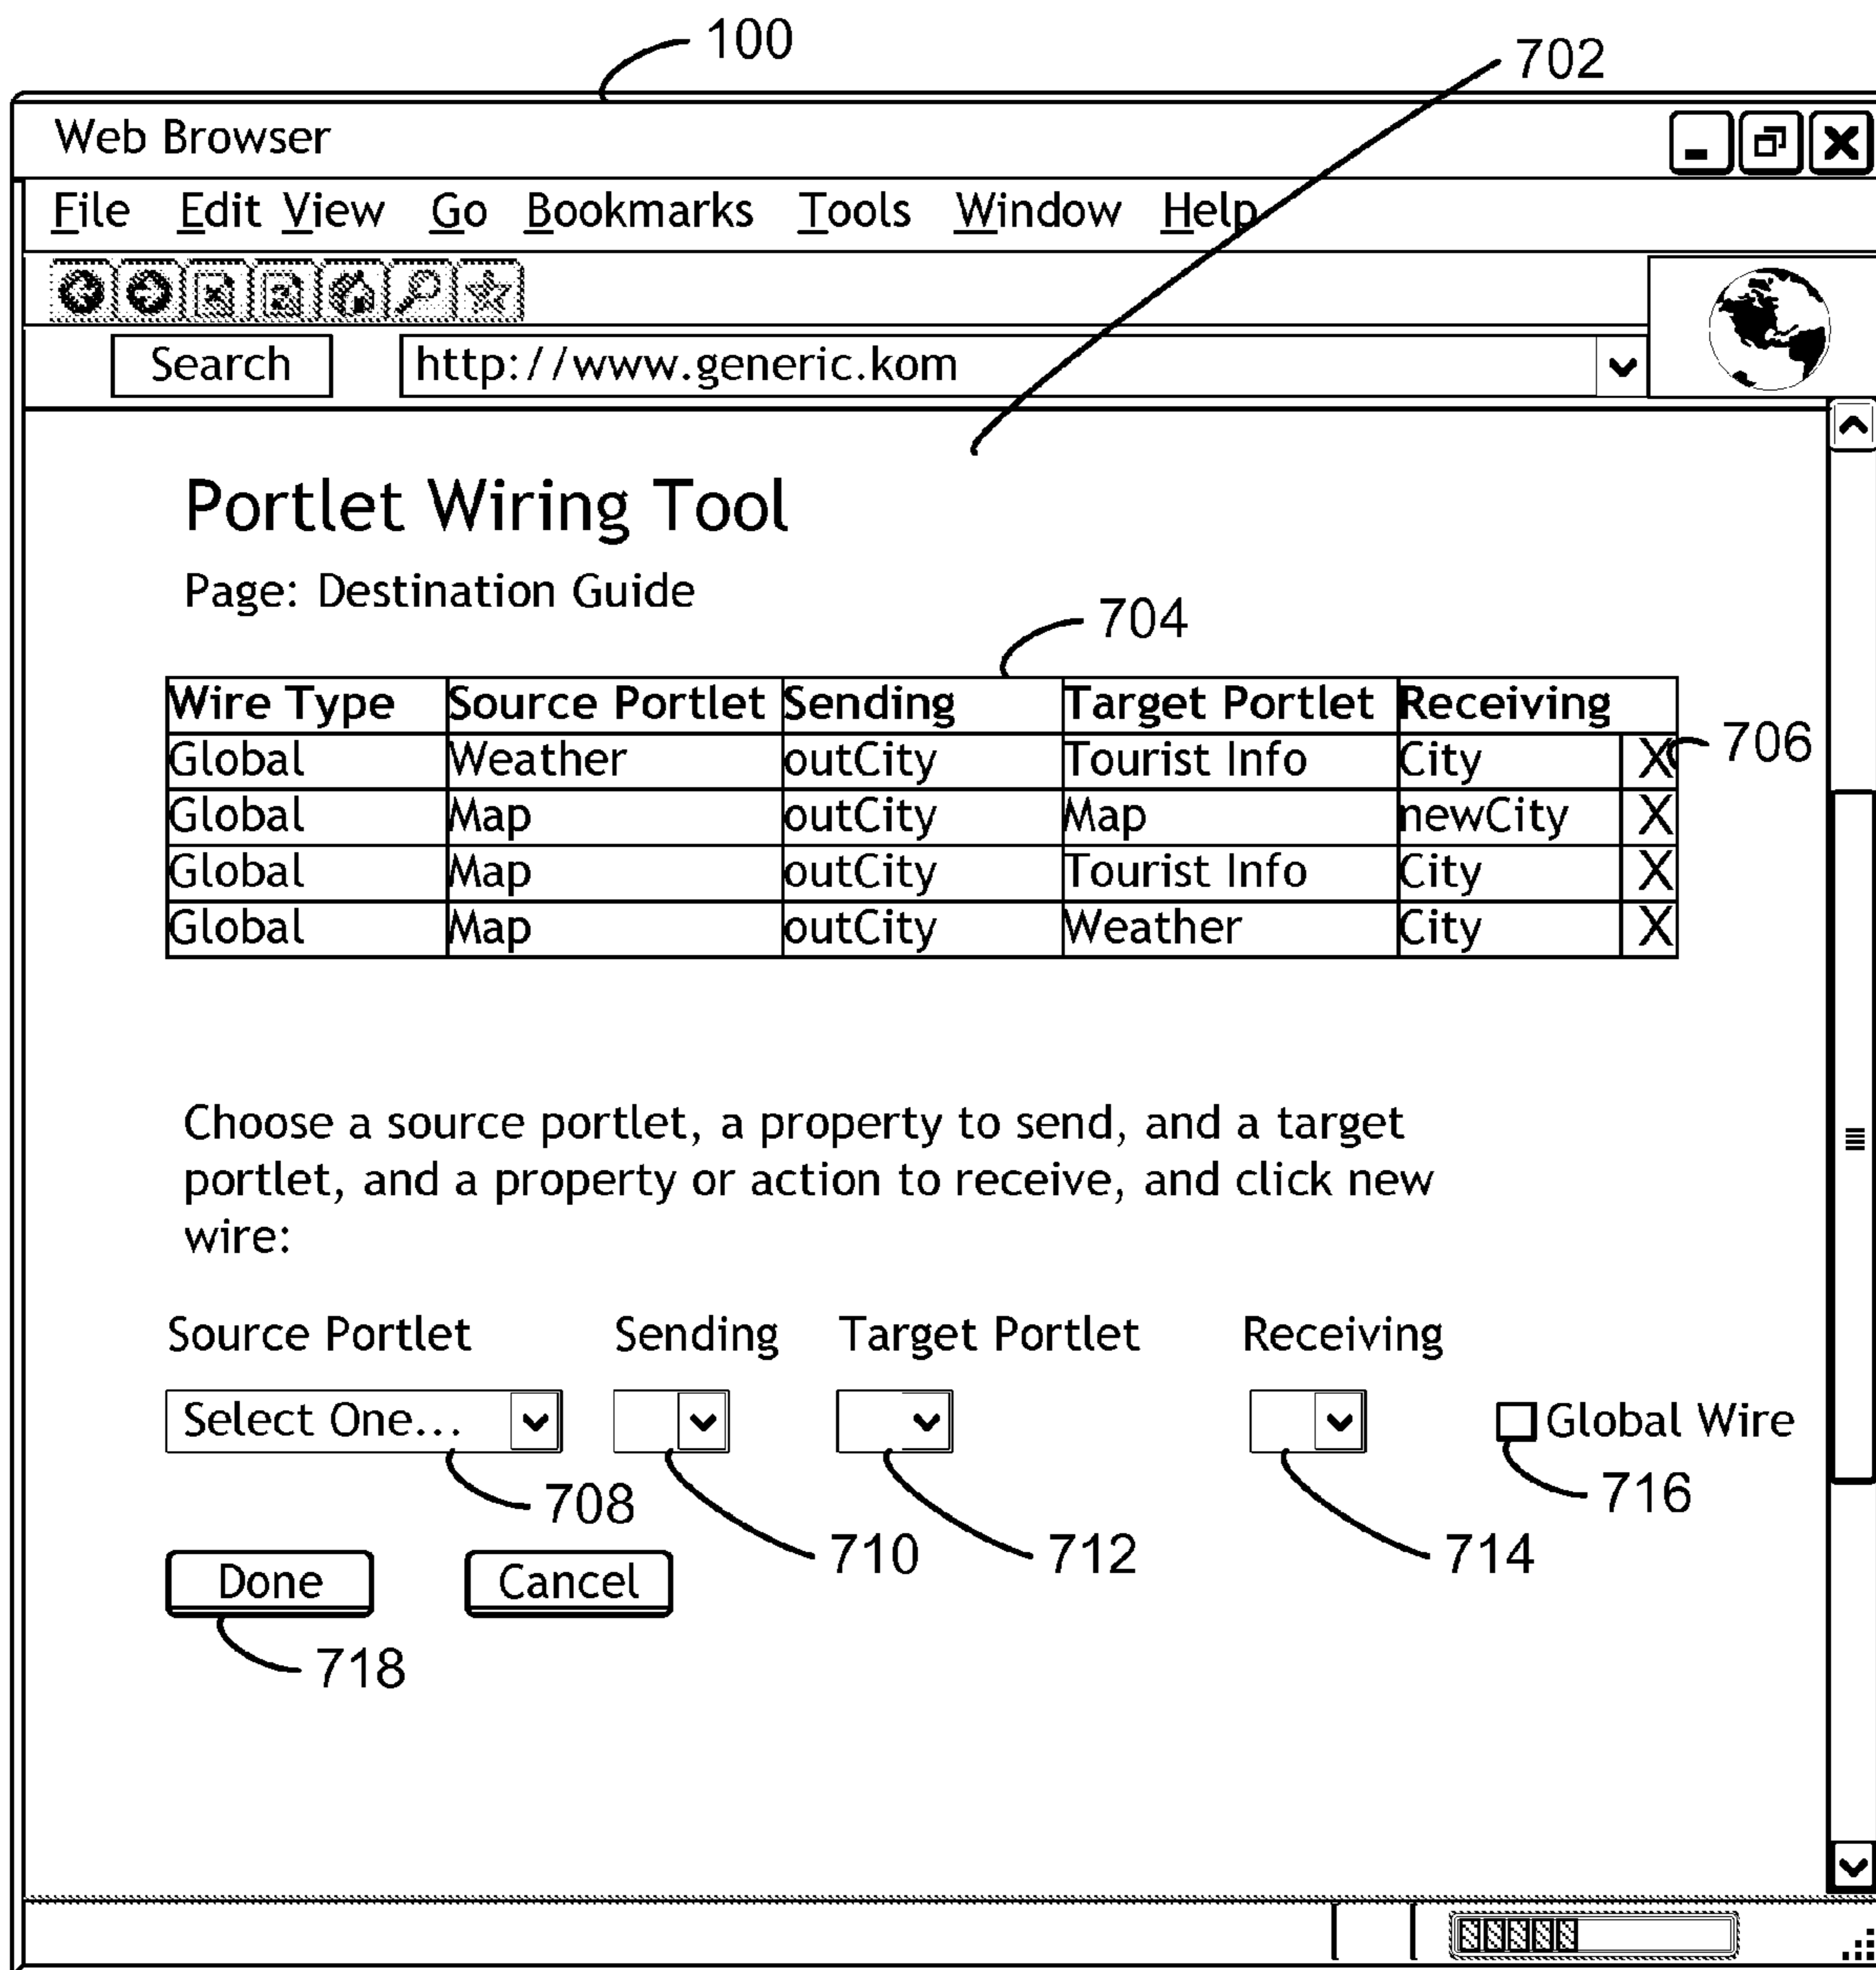 100
702
Web Browser
File Edit View Go Bookmarks Tools Window Help
Search http://www.generic.kom
Portlet Wiring Tool
Page: Destination Guide
704
Wire Type Source Portlet Sending Target Portlet Receiving
Global Weather outCity Tourist Info City X 706
Global Map outCity Map newCity X
Global Map outCity Tourist Info City X
Global Map outCity Weather City X
Choose a source portlet, a property to send, and a target
portlet, and a property or action to receive, and click new
wire:
Source Portlet Sending Target Portlet Receiving
Select One... Global Wire
708 710 712 714 716
Done Cancel
718